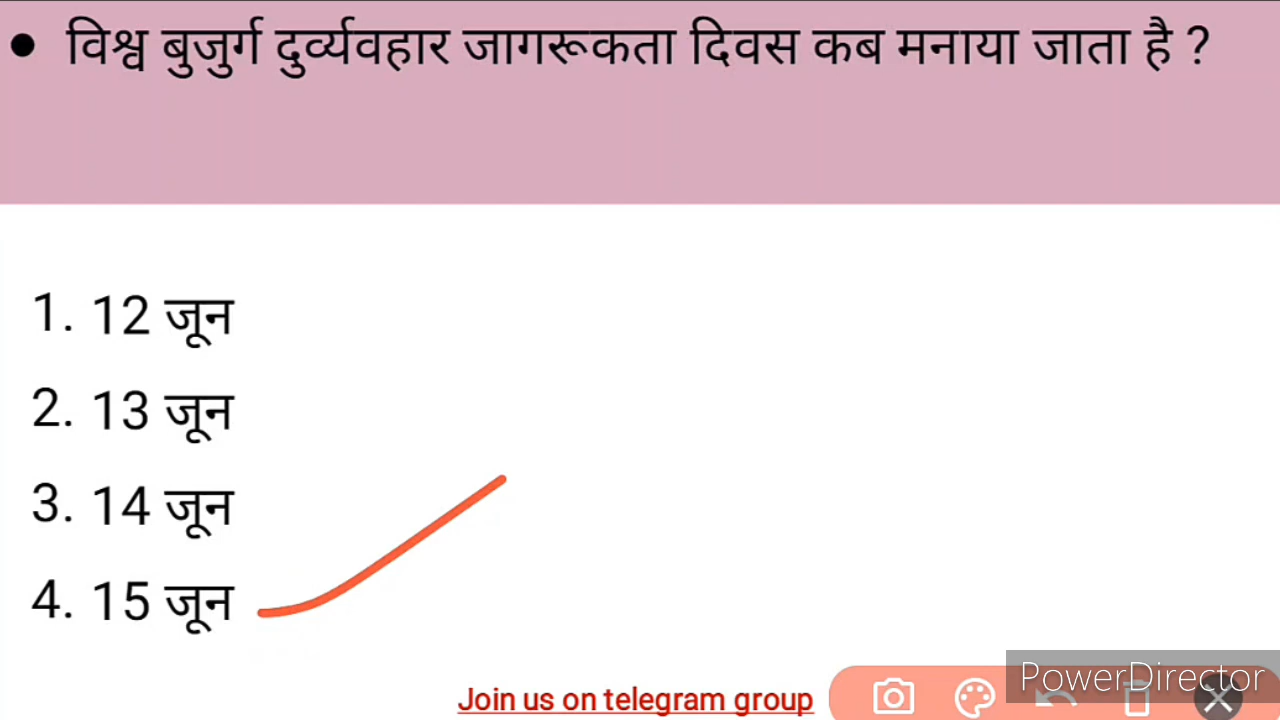 • विश्व बुजुर्ग दुर्व्यवहार जागरूकता दिवस कब मनाया जाता है ?
1. 12 जून
2. 13 जून
3. 14 जून
4. 15 जून
Join us on telegram group
PowerDirector